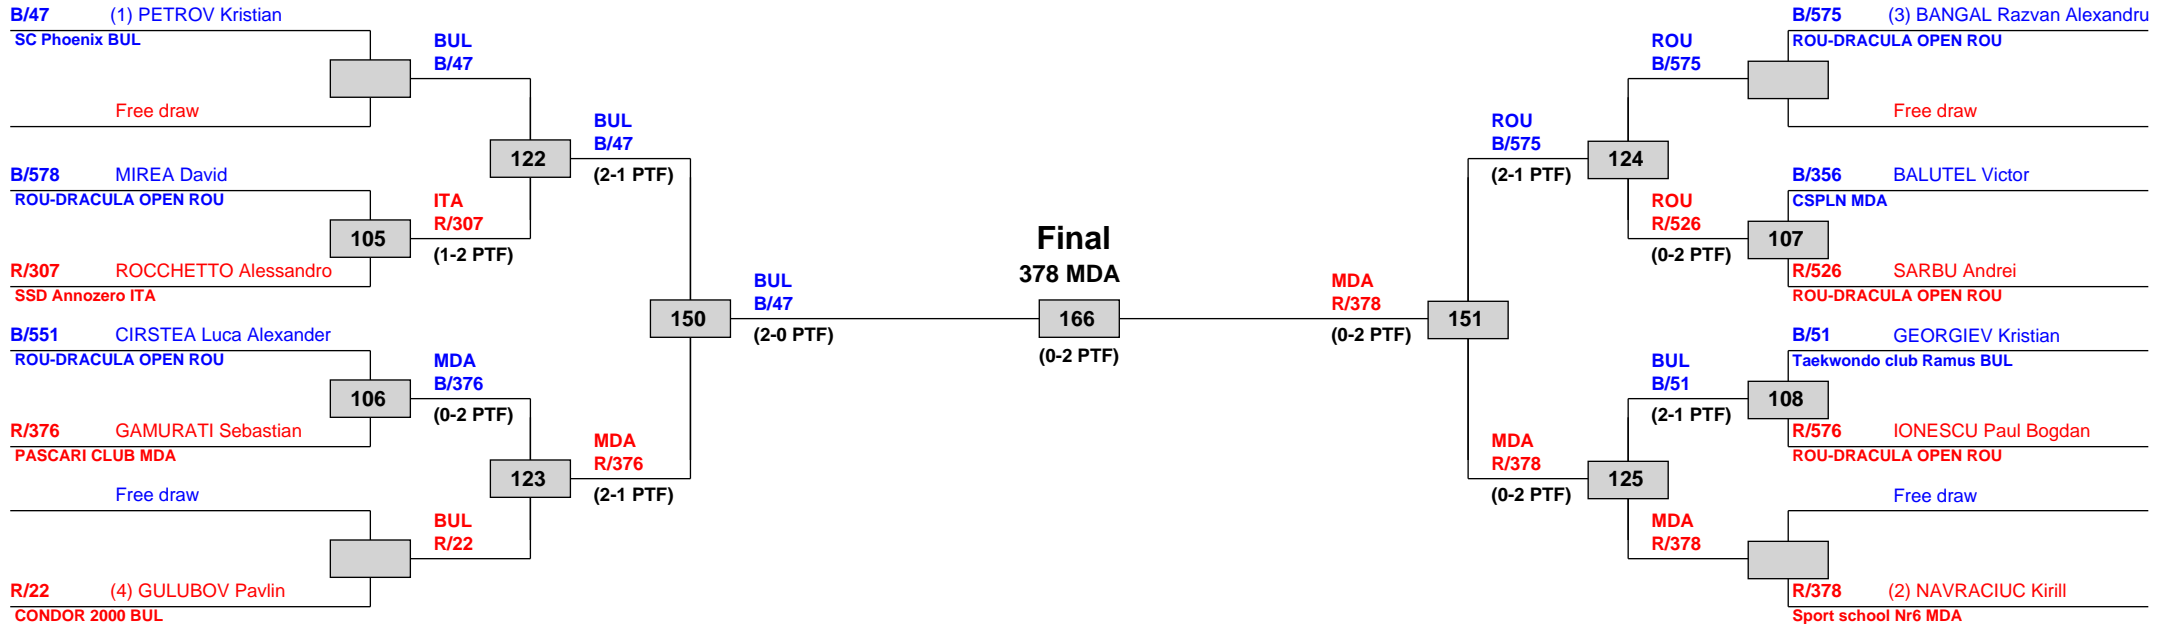 B/47 (1) PETROV Kristian
SC Phoenix BUL
BUL
B/47
Free draw
BUL
B/47
122
(2-1 PTF)
B/578 MIREA David
ROU-DRACULA OPEN ROU
ITA
R/307
105
(1-2 PTF)
R/307 ROCCHETTO Alessandro
SSD Annozero ITA
BUL
B/47
150
(2-0 PTF)
B/551 CIRSTEA Luca Alexander
ROU-DRACULA OPEN ROU
MDA
B/376
106
(0-2 PTF)
R/376 GAMURATI Sebastian
PASCARI CLUB MDA
MDA
R/376
123
(2-1 PTF)
Free draw
BUL
R/22
R/22 (4) GULUBOV Pavlin
CONDOR 2000 BUL
Final
378 MDA
166
(0-2 PTF)
B/575 (3) BANGAL Razvan Alexandru
ROU-DRACULA OPEN ROU
ROU
B/575
Free draw
ROU
B/575
124
(2-1 PTF)
B/356 BALUTEL Victor
CSPLN MDA
ROU
R/526
107
(0-2 PTF)
R/526 SARBU Andrei
ROU-DRACULA OPEN ROU
MDA
R/378
151
(0-2 PTF)
B/51 GEORGIEV Kristian
Taekwondo club Ramus BUL
BUL
B/51
108
(2-1 PTF)
R/576 IONESCU Paul Bogdan
ROU-DRACULA OPEN ROU
MDA
R/378
125
(0-2 PTF)
Free draw
MDA
R/378
R/378 (2) NAVRACIUC Kirill
Sport school Nr6 MDA